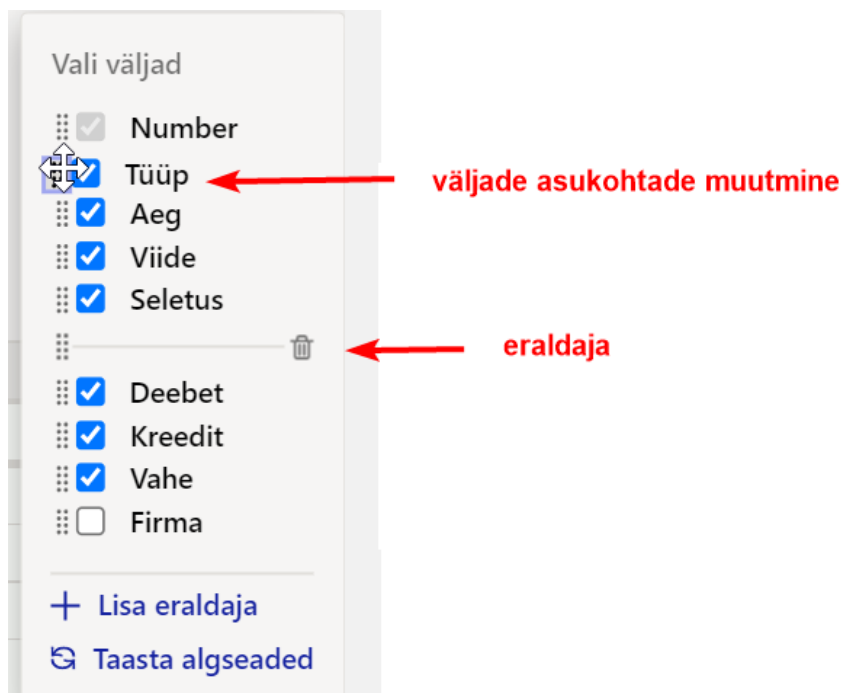 Vali väljad
Number
Tüüp
väljade asukohtade muutmine
Aeg
Viide
Seletus
eraldaja
Deebet
Kreedit
Vahe
Firma
Lisa eraldaja
Taasta algseaded